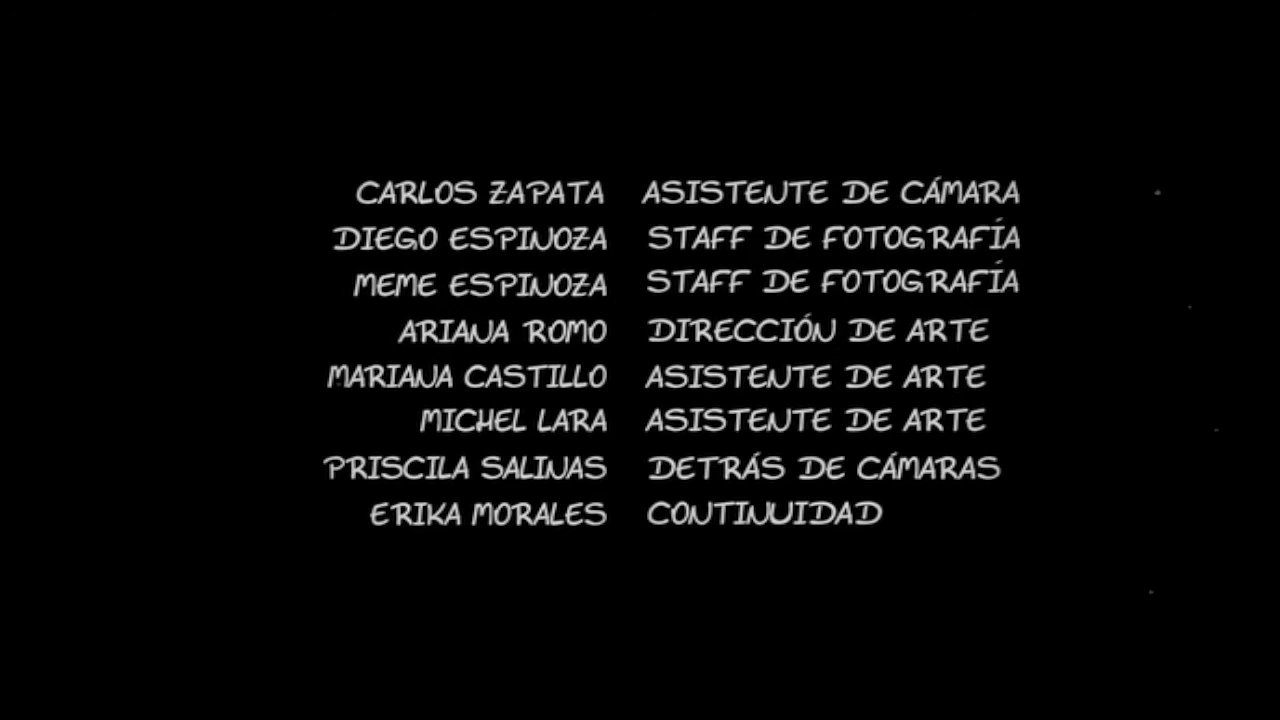 CARLOS ZAPATA ASISTENTE DE CÁMARA
DIEGO ESPINOZA STAFF DE FOTOGRAFÍA
MEME ESPINOZA STAFF DE FOTOGRAFÍA
ARIANA ROMO DIRECCIÓN DE ARTE
MARIANA CASTILLO ASISTENTE DE ARTE
MICHEL LARA ASISTENTE DE ARTE
PRISCILA SALINAS DETRÁS DE CÁMARAS
ERIKA MORALES CONTINUIDAD